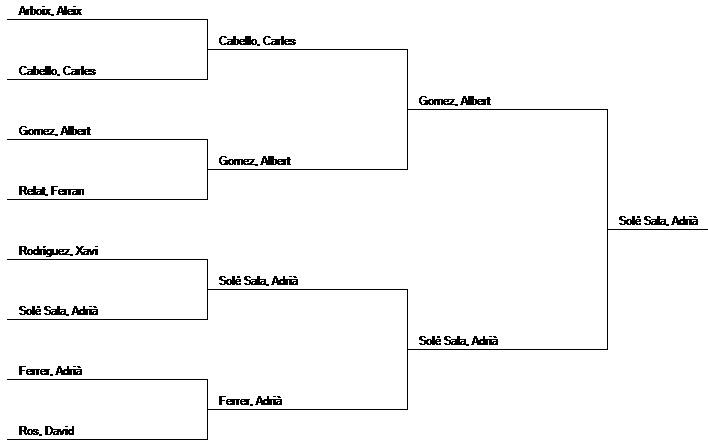 Arboix, Aleix
Cabello, Carles
Cabello, Carles
Gomez, Albert
Gomez, Albert
Gomez, Albert
Relat, Ferran
Solé Sala, Adrià
Rodríguez, Xavi
Solé Sala, Adrià
Solé Sala, Adrià
Solé Sala, Adrià
Ferrer, Adrià
Ferrer, Adrià
Ros, David